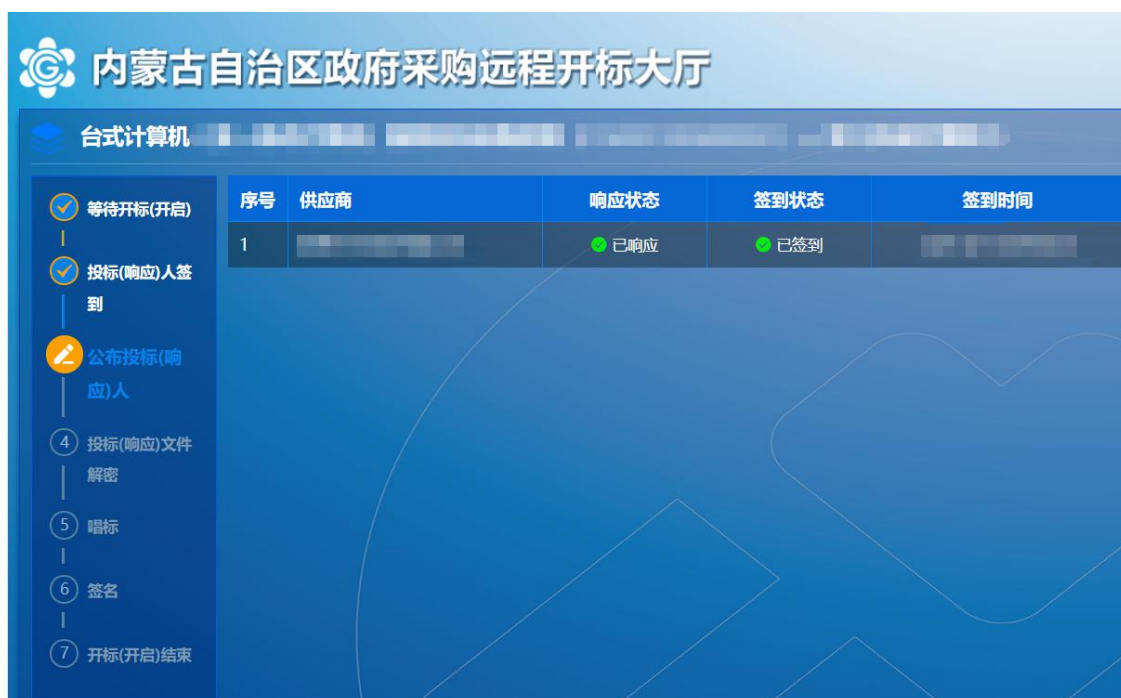 内蒙古自治区政府采购远程开标大厅
台式计算机
等待开标(开启)
投标(响应)人签
到
公布投标(响
应)人
4 投标(响应)文件
解密
5 唱标
6 签名
7 开标(开启)结束
序号 供应商 响应状态 签到状态 签到时间
1 已响应 已签到